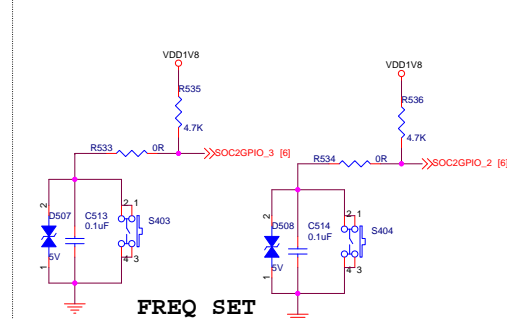 VDD1V8
R535
4.7K
R533 0R
SOC2GPIO_3 [6]
2
D507
1
5V
C513
0.1uF
2 1
S403
4 3
VDD1V8
R536
4.7K
R534 0R
SOC2GPIO_2 [6]
2
D508
1
5V
C514
0.1uF
2 1
S404
4 3
FREQ SET